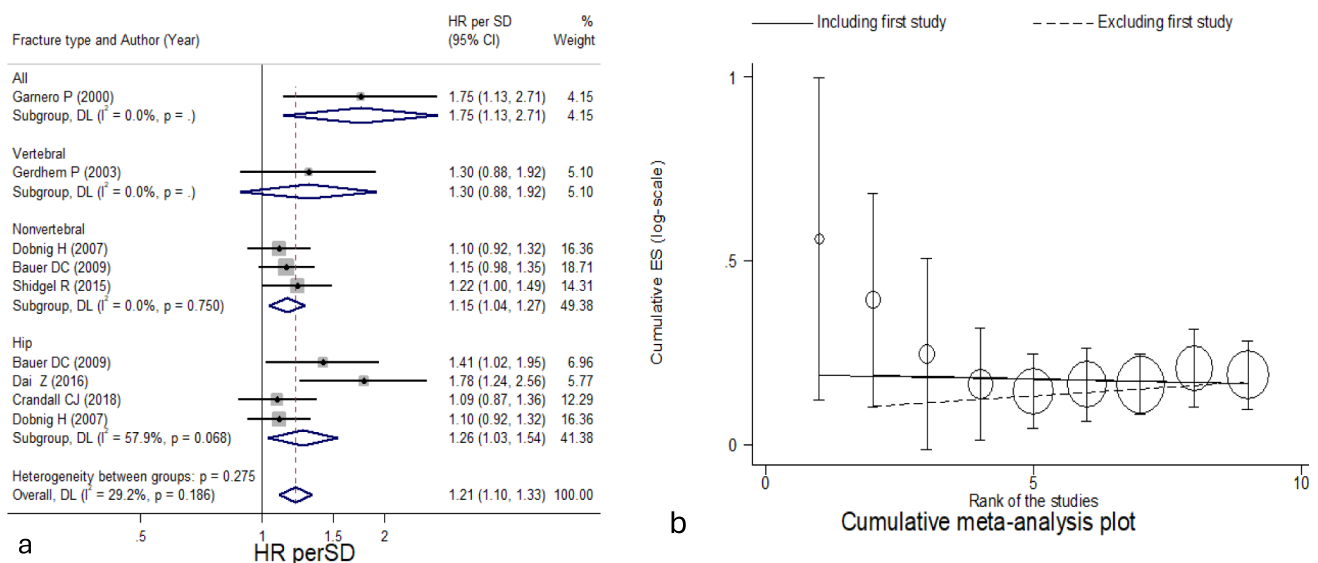 HR per SD %
Fracture type and Author (Year) (95% CI) Weight
All
Garnero P (2000) 1.75 (1.13, 2.71) 4.15
Subgroup, DL (I² = 0.0%, p = .) 1.75 (1.13, 2.71) 4.15
Vertebral
Gerdhem P (2003) 1.30 (0.88, 1.92) 5.10
Subgroup, DL (I² = 0.0%, p = .) 1.30 (0.88, 1.92) 5.10
Nonvertebral
Dobnig H (2007) 1.10 (0.92, 1.32) 16.36
Bauer DC (2009) 1.15 (0.98, 1.35) 18.71
Shidgel R (2015) 1.22 (1.00, 1.49) 14.31
Subgroup, DL (I² = 0.0%, p = 0.750) 1.15 (1.04, 1.27) 49.38
Hip
Bauer DC (2009) 1.41 (1.02, 1.95) 6.96
Dai Z (2016) 1.78 (1.24, 2.56) 5.77
Crandall CJ (2018) 1.09 (0.87, 1.36) 12.29
Dobnig H (2007) 1.10 (0.92, 1.32) 16.36
Subgroup, DL (I² = 57.9%, p = 0.068) 1.26 (1.03, 1.54) 41.38
Heterogeneity between groups: p = 0.275
Overall, DL (I² = 29.2%, p = 0.186) 1.21 (1.10, 1.33) 100.00
.5 1 1.5 2
HR perSD
a
Including first study Excluding first study
Cumulative ES (log-scale)
1
.5
0
0 5 10
Rank of the studies
Cumulative meta-analysis plot
b